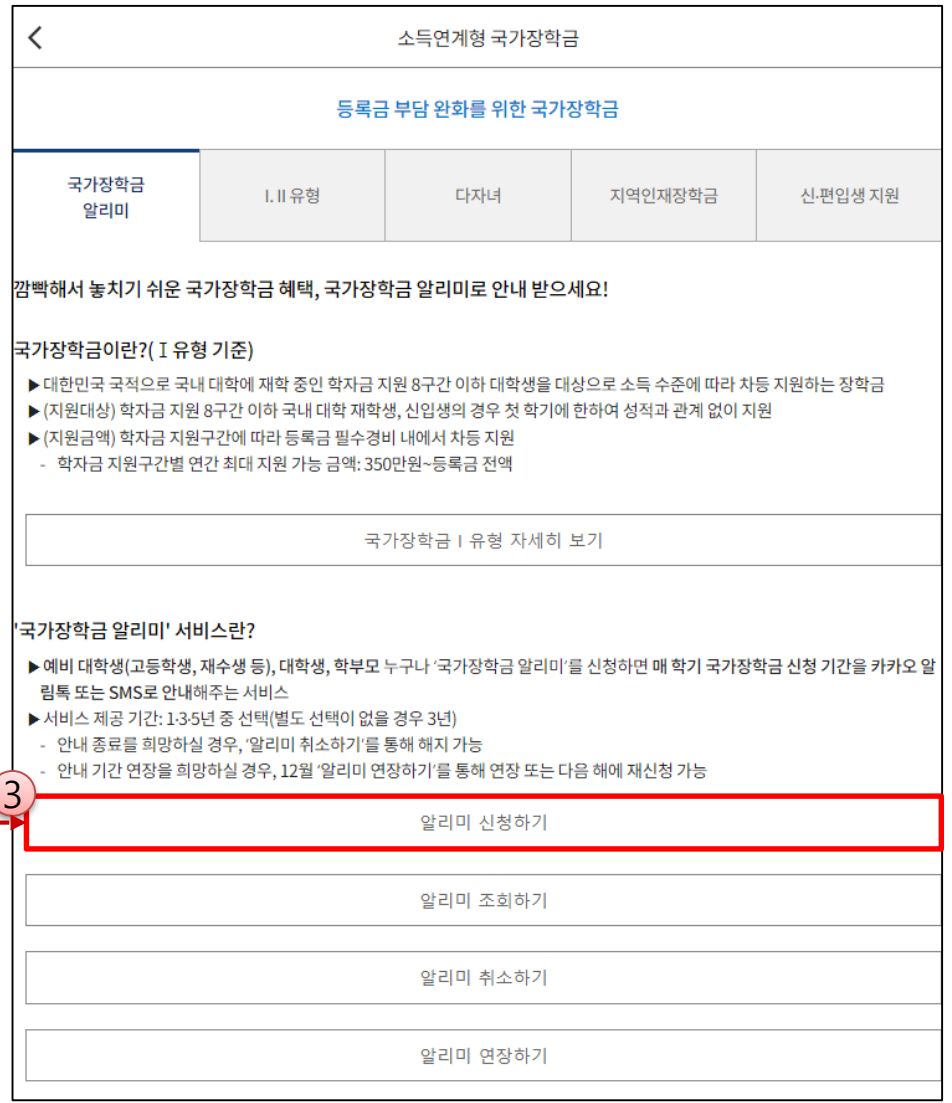 소득연계형 국가장학금
등록금 부담 완화를 위한 국가장학금
국가장학금
알리미
I. II 유형
다자녀
지역인재장학금
신·편입생 지원
깜빡해서 놓치기 쉬운 국가장학금 혜택, 국가장학금 알리미로 안내 받으세요!
국가장학금이란?(Ⅰ유형 기준)
▶ 대한민국 국적으로 국내 대학에 재학 중인 학자금 지원 8구간 이하 대학생을 대상으로 소득 수준에 따라 차등 지원하는 장학금
▶ (지원대상) 학자금 지원 8구간 이하 국내 대학 재학생, 신입생의 경우 첫 학기에 한하여 성적과 관계 없이 지원
▶ (지원금액) 학자금 지원구간에 따라 등록금 필수경비 내에서 차등 지원
- 학자금 지원구간별 연간 최대 지원 가능 금액: 350만원~등록금 전액
국가장학금 I 유형 자세히 보기
'국가장학금 알리미' 서비스란?
▶ 예비 대학생(고등학생, 재수생 등), 대학생, 학부모 누구나 '국가장학금 알리미'를 신청하면 매 학기 국가장학금 신청 기간을 카카오 알
림톡 또는 SMS로 안내해주는 서비스
▶ 서비스 제공 기간: 1·3·5년 중 선택(별도 선택이 없을 경우 3년)
- 안내 종료를 희망하실 경우, '알리미 취소하기'를 통해 해지 가능
- 안내 기간 연장을 희망하실 경우, 12월 '알리미 연장하기'를 통해 연장 또는 다음 해에 재신청 가능
3
알리미 신청하기
알리미 조회하기
알리미 취소하기
알리미 연장하기